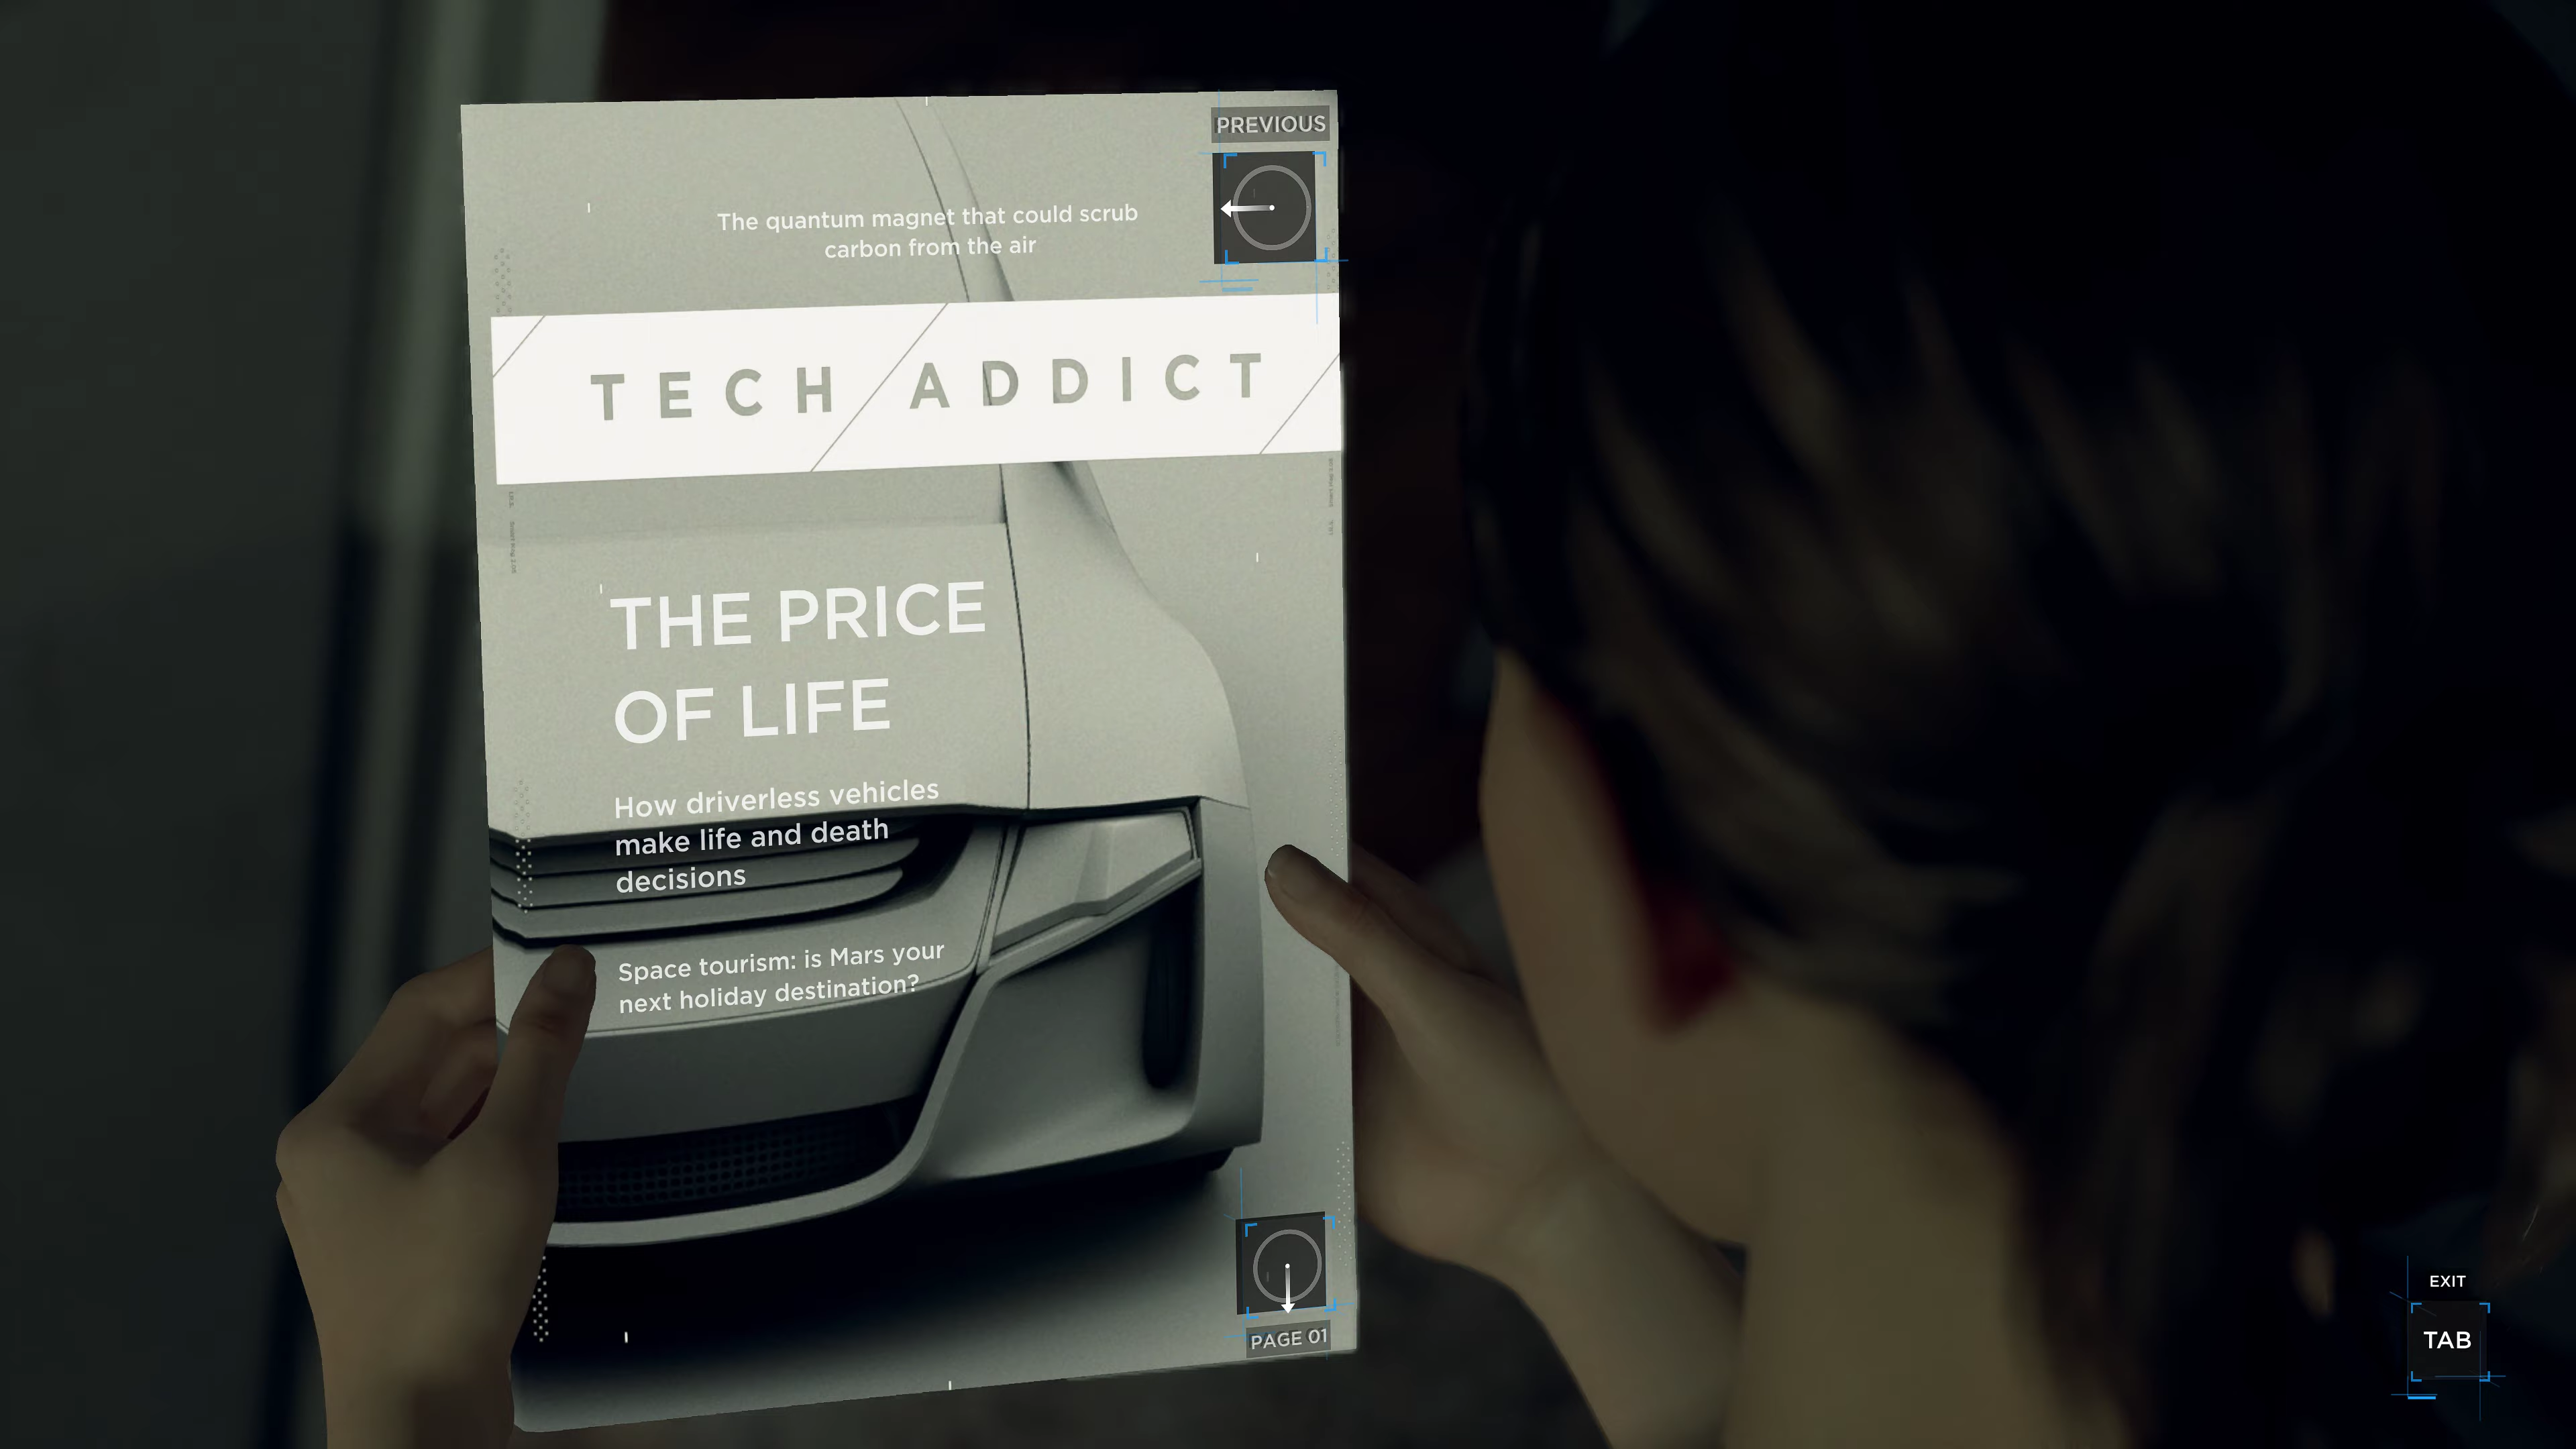 PREVIOUS
The quantum magnet that could scrub
carbon from the air
TECH ADDICT
THE PRICE
OF LIFE
How driverless vehicles
make life and death
decisions
Space tourism: is Mars your
next holiday destination?
PAGE 01
EXIT
TAB